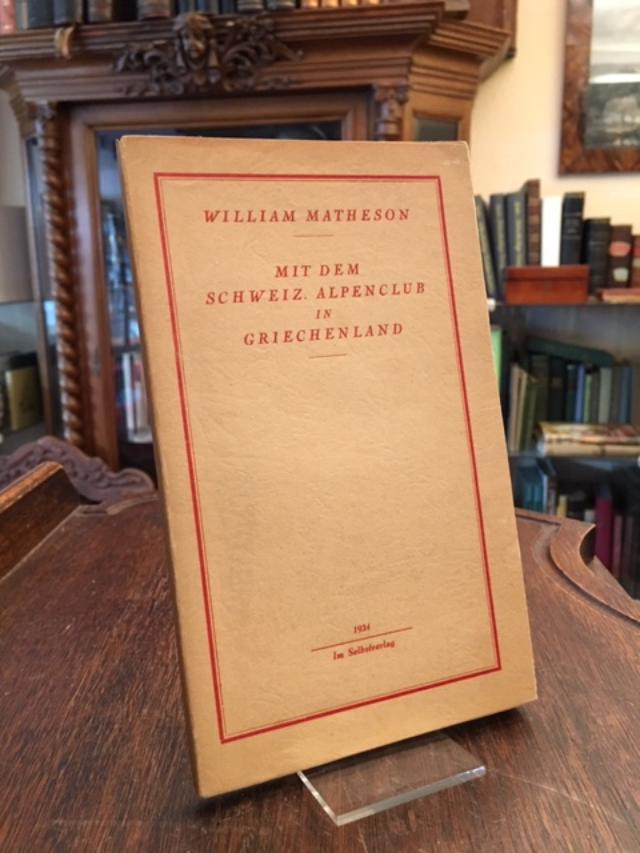 WILLIAM MATHESON
MIT DEM
SCHWEIZ. ALPENCLUB
IN
GRIECHENLAND
1934
Im Selbstverlag